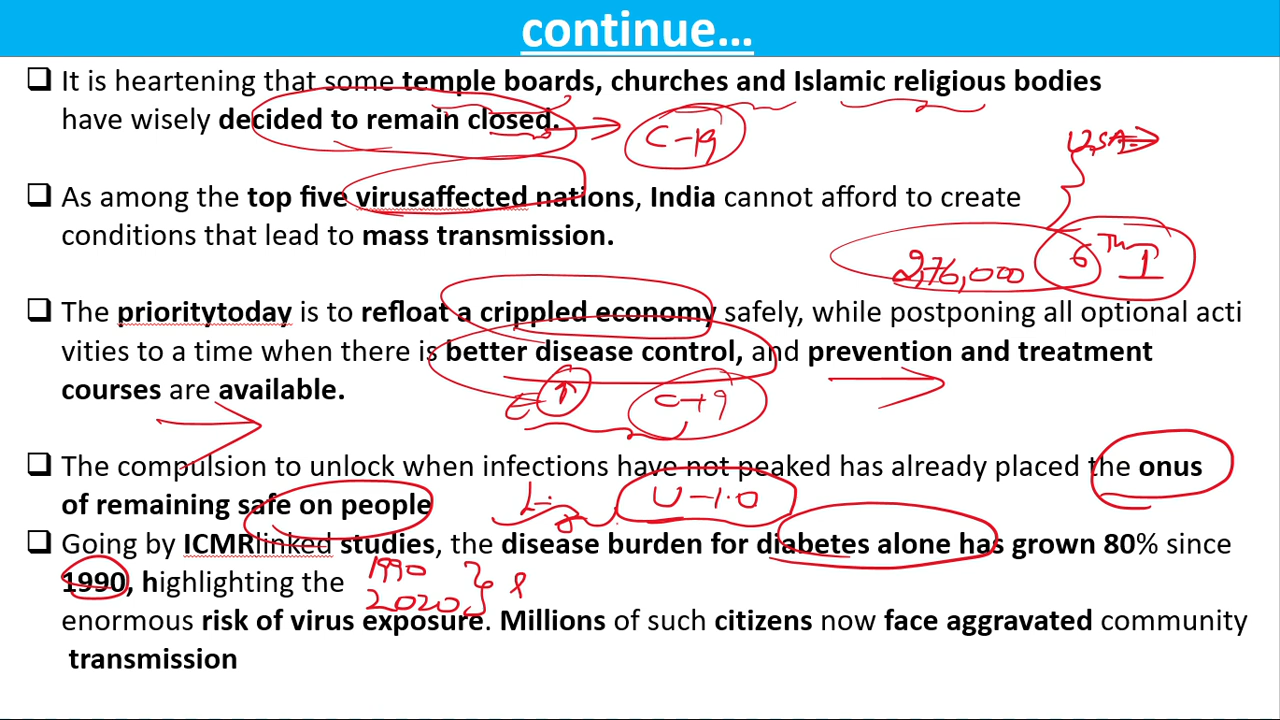 continue...
❑ It is heartening that some temple boards, churches and Islamic religious bodies
have wisely decided to remain closed.
C-19
U.S.A
❑ As among the top five virusaffected nations, India cannot afford to create
conditions that lead to mass transmission.
2,76,000 6th I
❑ The prioritytoday is to refloat a crippled economy safely, while postponing all optional acti
vities to a time when there is better disease control, and prevention and treatment
courses are available.
E ↑ C-19
❑ The compulsion to unlock when infections have not peaked has already placed the onus
of remaining safe on people
U-1.0
❑ Going by ICMRlinked studies, the disease burden for diabetes alone has grown 80% since
1990, highlighting the
1990
2020
enormous risk of virus exposure. Millions of such citizens now face aggravated community
transmission